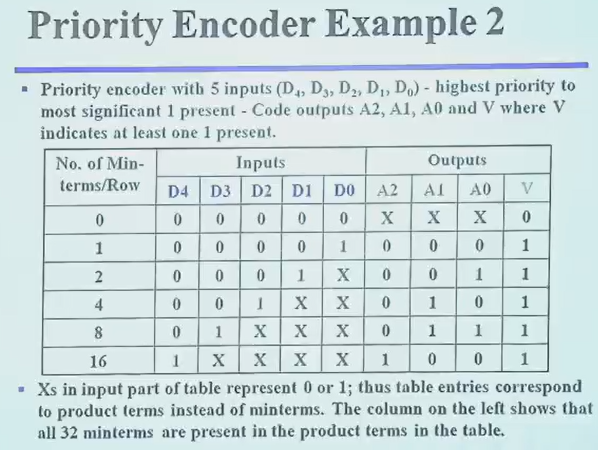 Priority Encoder Example 2
Priority encoder with 5 inputs (D4, D3, D2, D1, D0) - highest priority to
most significant 1 present - Code outputs A2, A1, A0 and V where V
indicates at least one 1 present.
No. of Min-terms/Row Inputs Outputs
D4 D3 D2 D1 D0 A2 A1 A0 V
0 0 0 0 0 0 X X X 0
1 0 0 0 0 1 0 0 0 1
2 0 0 0 1 X 0 0 1 1
4 0 0 1 X X 0 1 0 1
8 0 1 X X X 0 1 1 1
16 1 X X X X 1 0 0 1
Xs in input part of table represent 0 or 1; thus table entries correspond
to product terms instead of minterms. The column on the left shows that
all 32 minterms are present in the product terms in the table.